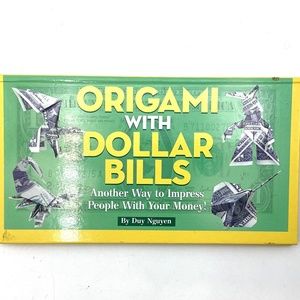 ORIGAMI
WITH
DOLLAR
BILLS
Another Way to Impress
People With Your Money!
By Duy Nguyen